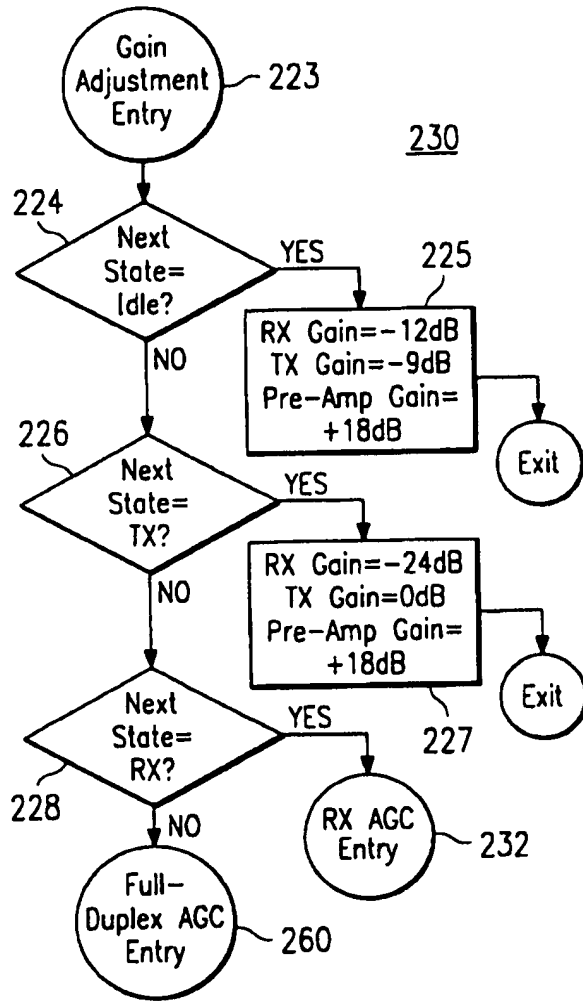 Gain
Adjustment
Entry
223
230
224
Next
State=
Idle?
YES
225
RX Gain=-12dB
TX Gain=-9dB
Pre-Amp Gain=
+18dB
NO
Exit
226
Next
State=
TX?
YES
RX Gain=-24dB
TX Gain=0dB
Pre-Amp Gain=
+18dB
NO
Exit
227
Next
State=
RX?
YES
228
NO
RX AGC
Entry
232
Full-
Duplex AGC
Entry
260